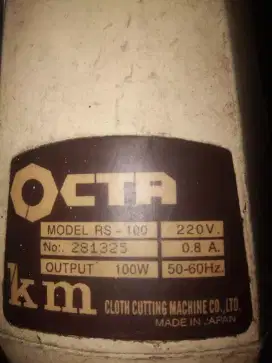 OCTA
MODEL RS-100 220V.
No: 281325 0.8 A.
OUTPUT 100W 50-60Hz.
km CLOTH CUTTING MACHINE CO., LTD.
MADE IN JAPAN